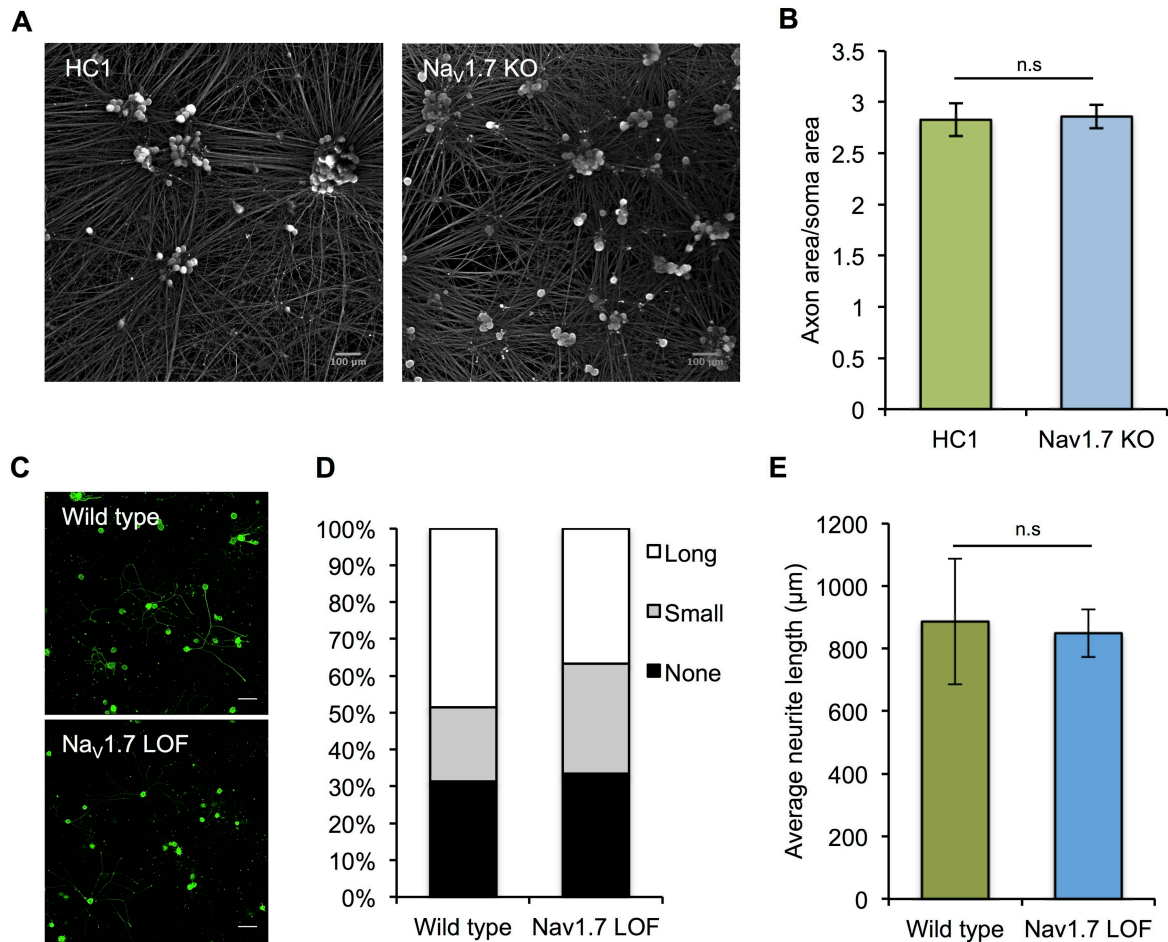 A
HC1
100 µm
NaV1.7 KO
100 µm
B
Axon area/soma area
3.5
3
2.5
2
1.5
1
0.5
0
n.s
HC1
Nav1.7 KO
C
Wild type
NaV1.7 LOF
D
100%
90%
80%
70%
60%
50%
40%
30%
20%
10%
0%
Long
Small
None
Wild type
Nav1.7 LOF
E
Average neurite length (µm)
1200
1000
800
600
400
200
0
n.s
Wild type
Nav1.7 LOF